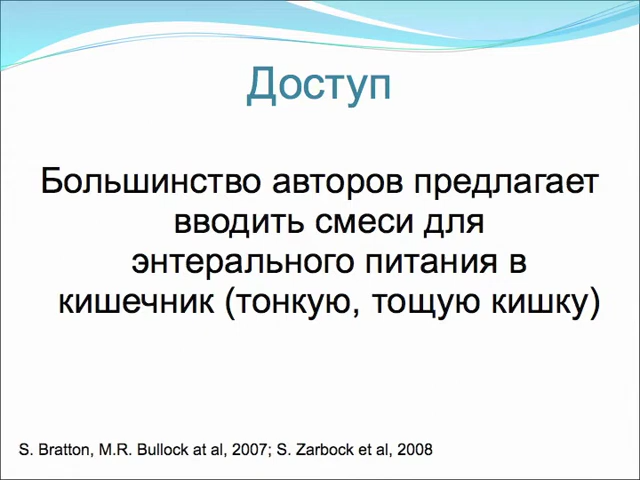 Доступ
Большинство авторов предлагает
вводить смеси для
энтерального питания в
кишечник (тонкую, тощую кишку)
S. Bratton, M.R. Bullock at al, 2007; S. Zarbock et al, 2008